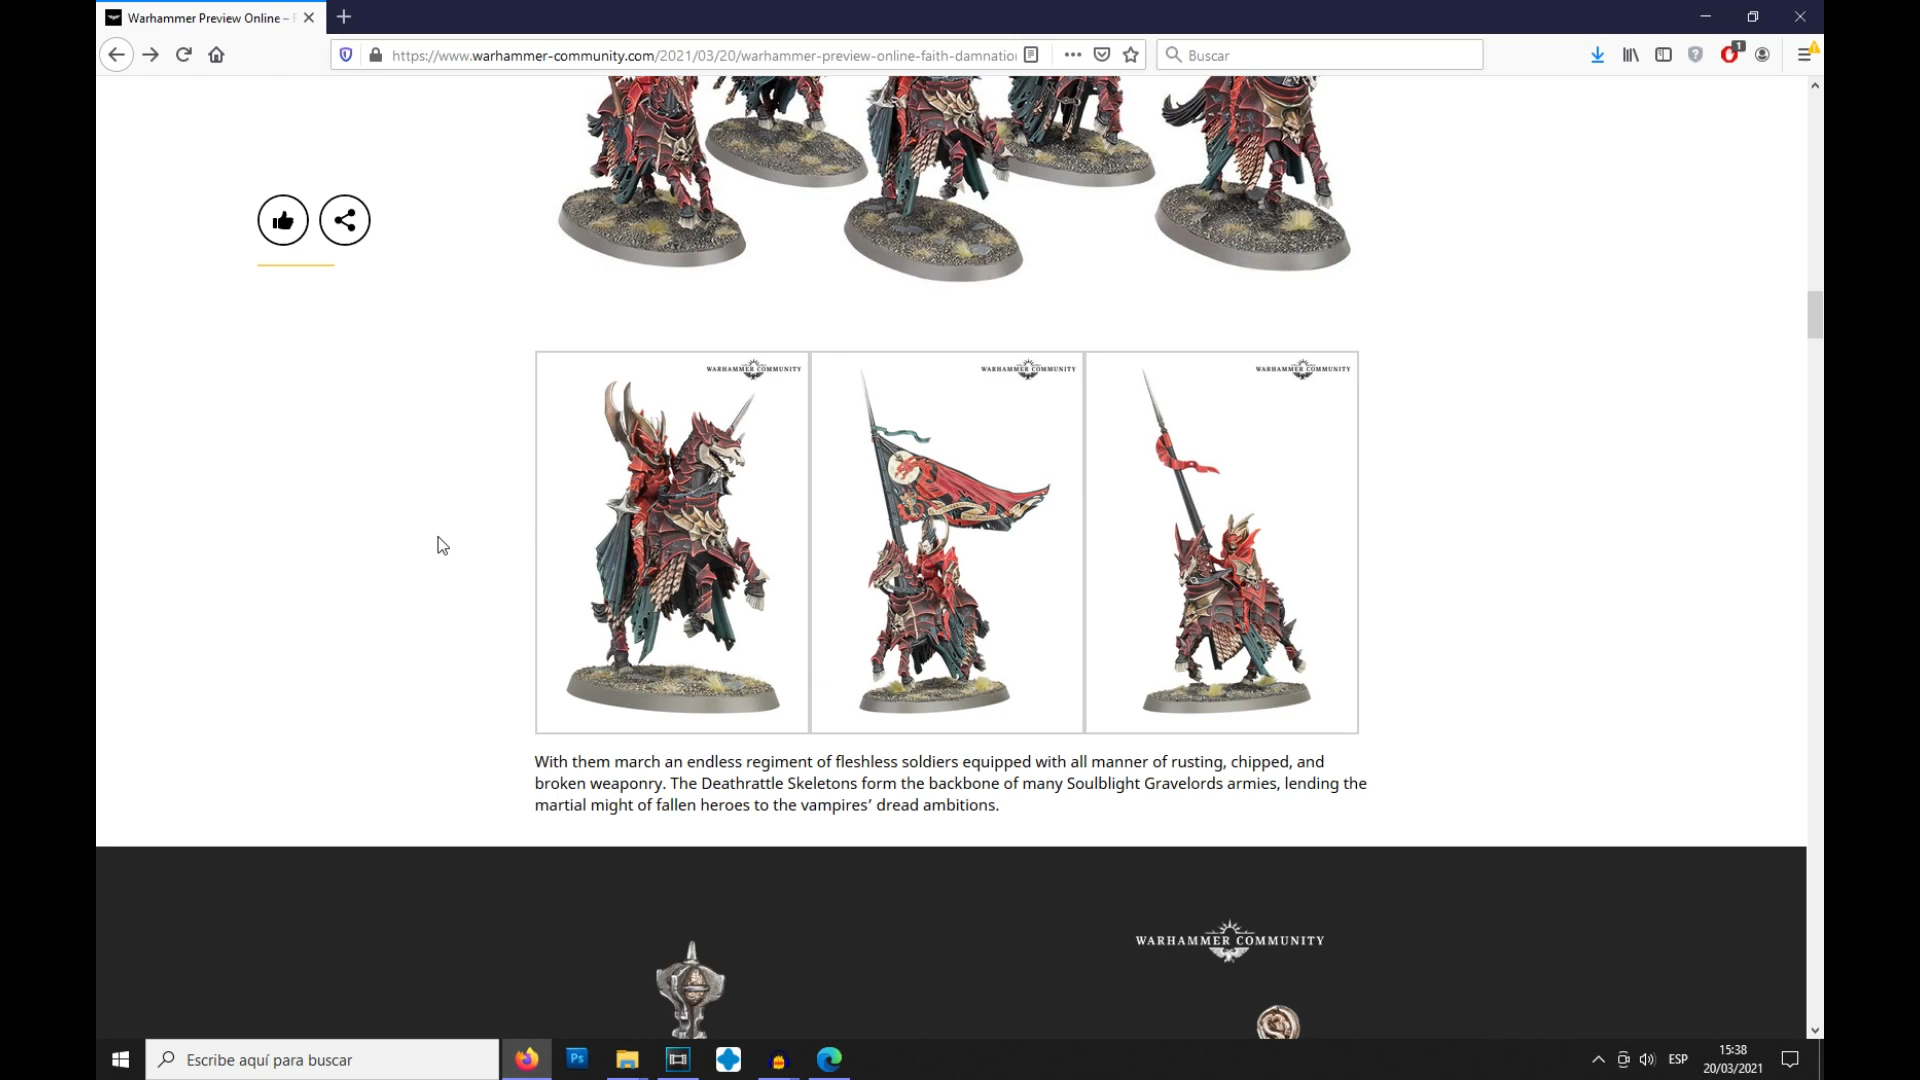 Warhammer Preview Online –
https://www.warhammer-community.com/2021/03/20/warhammer-preview-online-faith-damnatio
Buscar
1
WARHAMMER COMMUNITY
WARHAMMER COMMUNITY
WARHAMMER COMMUNITY
With them march an endless regiment of fleshless soldiers equipped with all manner of rusting, chipped, and
broken weaponry. The Deathrattle Skeletons form the backbone of many Soulblight Gravelords armies, lending the
martial might of fallen heroes to the vampires’ dread ambitions.
WARHAMMER COMMUNITY
Escribe aquí para buscar
Ps
ESP
15:38
20/03/2021